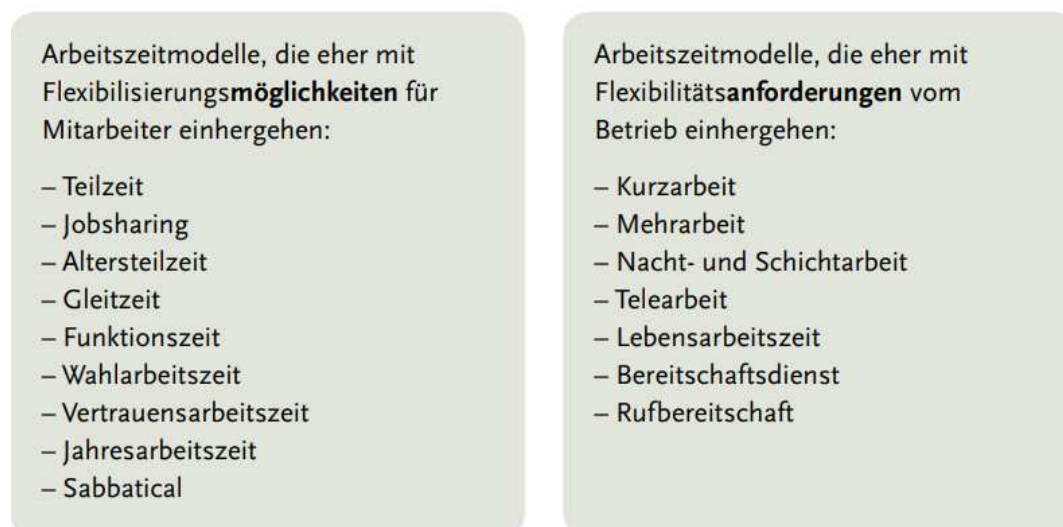 Arbeitszeitmodelle, die eher mit
Flexibilisierungsmöglichkeiten für
Mitarbeiter einhergehen:
– Teilzeit
– Jobsharing
– Altersteilzeit
– Gleitzeit
– Funktionszeit
– Wahlarbeitszeit
– Vertrauensarbeitszeit
– Jahresarbeitszeit
– Sabbatical
Arbeitszeitmodelle, die eher mit
Flexibilitätsanforderungen vom
Betrieb einhergehen:
– Kurzarbeit
– Mehrarbeit
– Nacht- und Schichtarbeit
– Telearbeit
– Lebensarbeitszeit
– Bereitschaftsdienst
– Rufbereitschaft